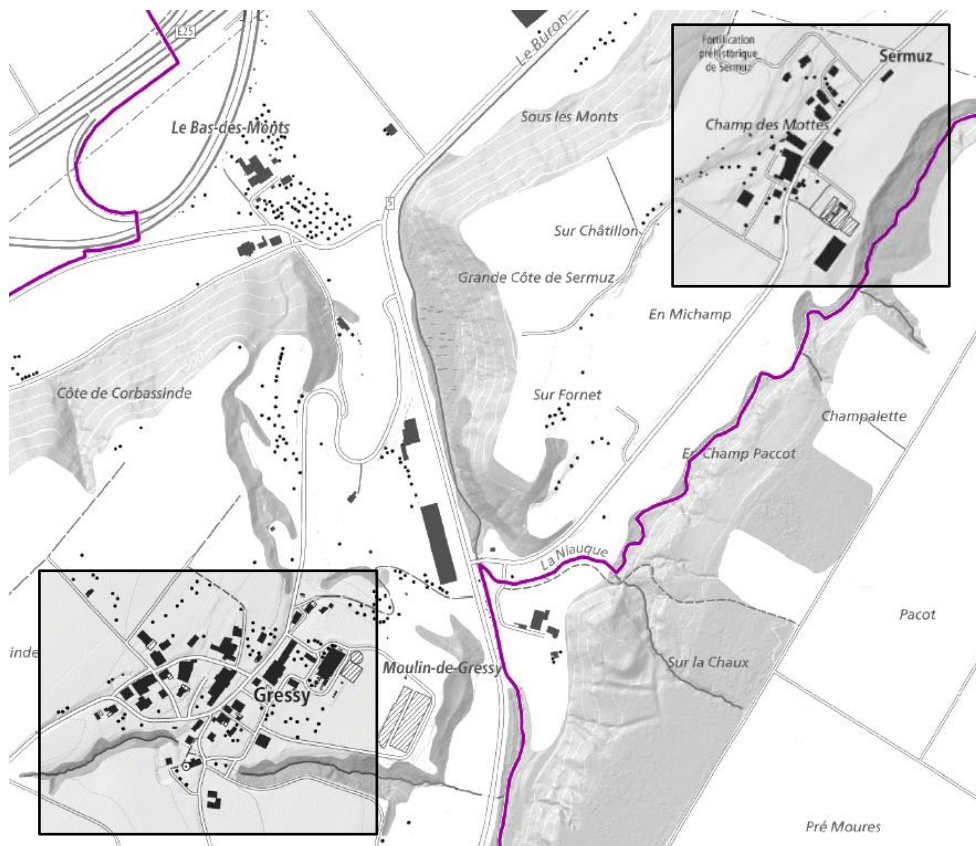 E25
Le Buron
Fortification
préhistorique
de Sermuz
Sermuz
Le Bas-des-Monts
Sous les Monts
Champ des Mottes
5
Sur Châtillon
Grande Côte de Sermuz
En Michamp
Côte de Corbassinde
Sur Fornet
Champalette
En Champ Paccot
La Niauque
Pacot
inde
Moulin-de-Gressy
Sur la Chaux
Gressy
Pré Moures